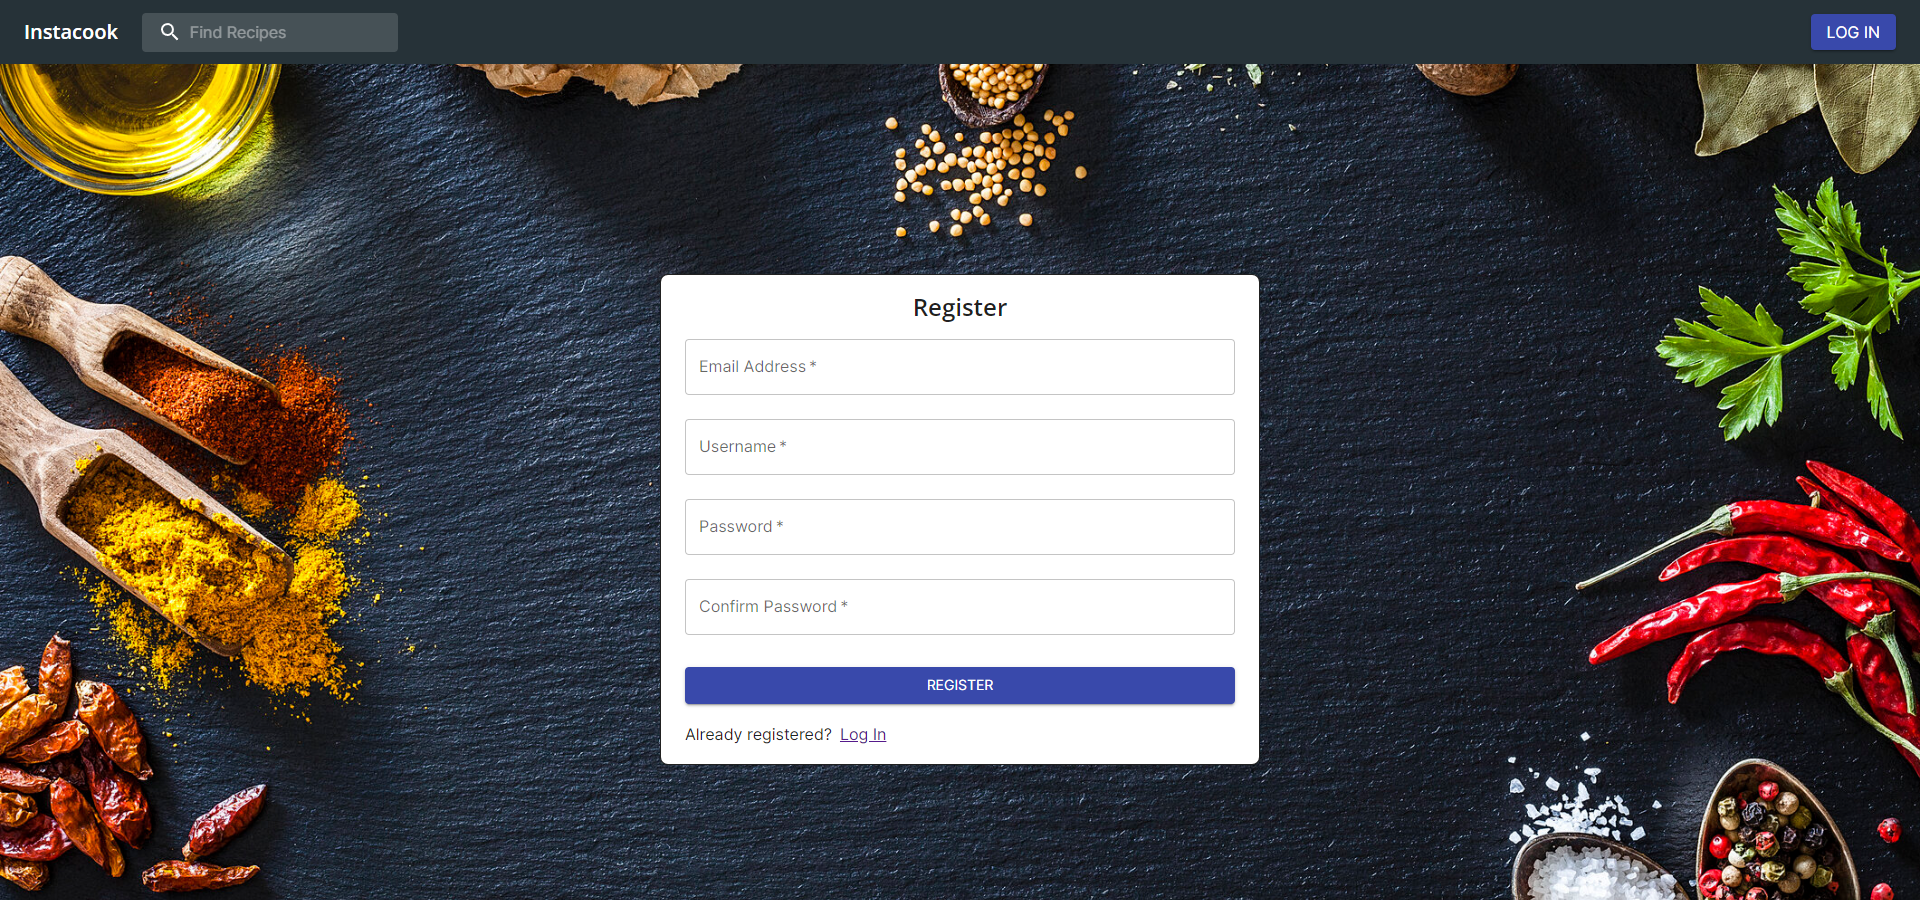 Instacook
Find Recipes
LOG IN
Register
Email Address *
Username *
Password *
Confirm Password *
REGISTER
Already registered? Log In